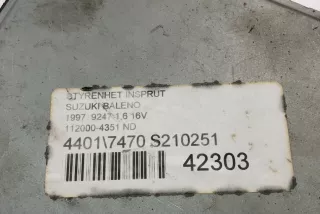 STYRENHET INSPRUT
SUZUKI BALENO
1997 9247 1,6 16V
112000-4351 ND
4401\7470 S210251
42303